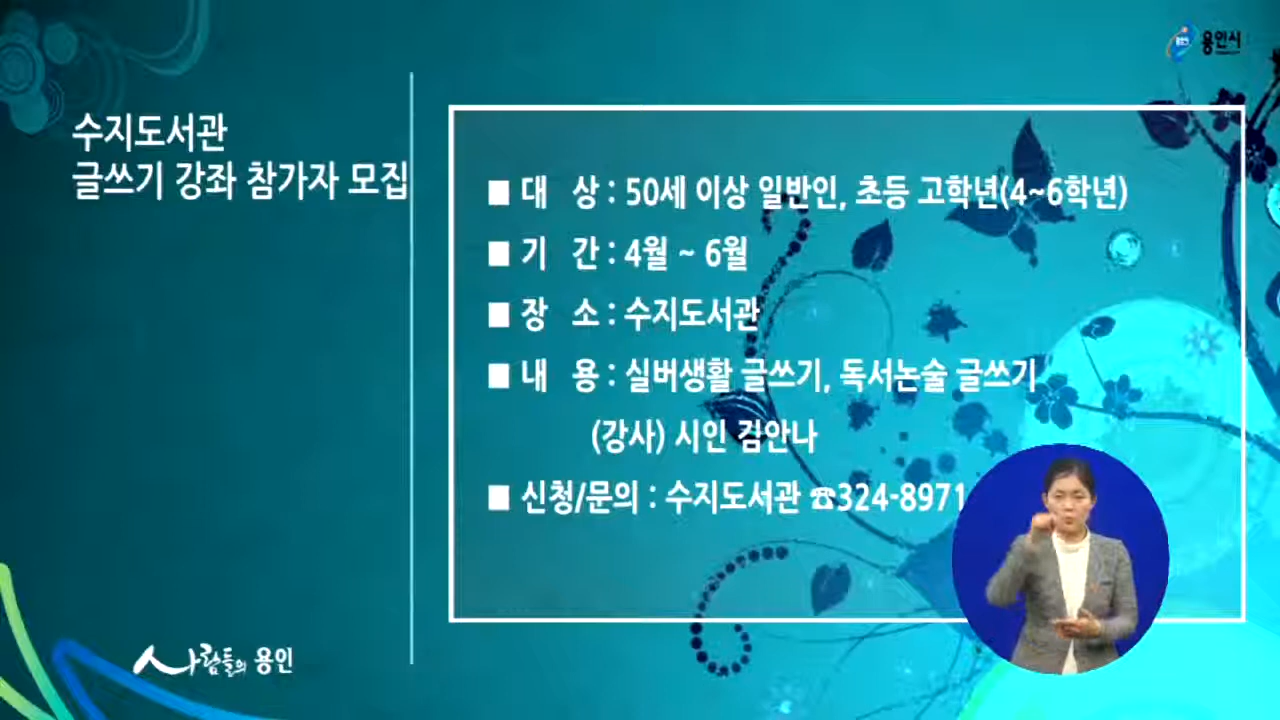 용인시
수지도서관
글쓰기 강좌 참가자 모집
■ 대 상 : 50세 이상 일반인, 초등 고학년(4~6학년)
■ 기 간 : 4월 ~ 6월
■ 장 소 : 수지도서관
■ 내 용 : 실버생활 글쓰기, 독서논술 글쓰기
(강사) 시인 김안나
■ 신청/문의 : 수지도서관 ☎324-8971
사람들의 용인